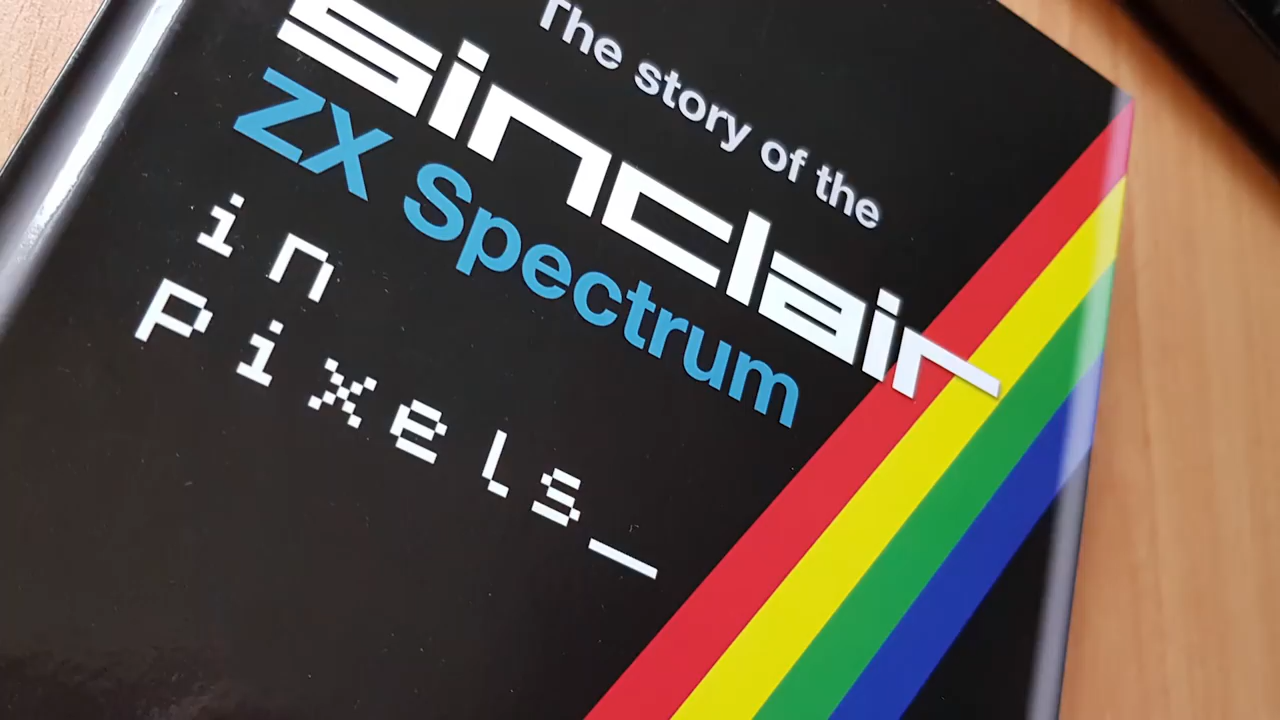 The story of the
sinclair
ZX Spectrum
in
pixels_